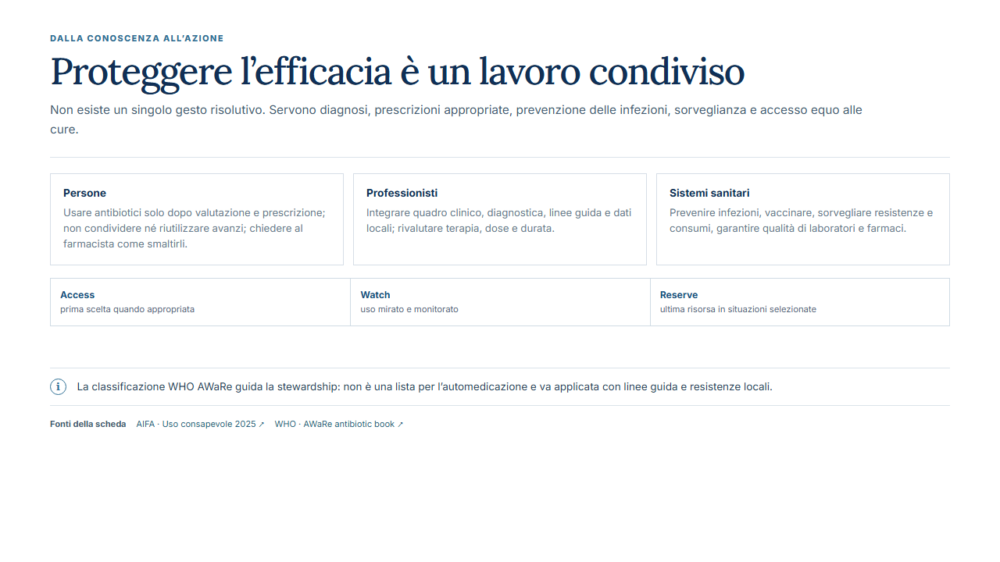 DALLA CONOSCENZA ALL’AZIONE
Proteggere l’efficacia è un lavoro condiviso
Non esiste un singolo gesto risolutivo. Servono diagnosi, prescrizioni appropriate, prevenzione delle infezioni, sorveglianza e accesso equo alle
cure.
Persone
Usare antibiotici solo dopo valutazione e prescrizione;
non condividere né riutilizzare avanzi; chiedere al
farmacista come smaltirli.
Professionisti
Integrare quadro clinico, diagnostica, linee guida e dati
locali; rivalutare terapia, dose e durata.
Sistemi sanitari
Prevenire infezioni, vaccinare, sorvegliare resistenze e
consumi, garantire qualità di laboratori e farmaci.
Access
prima scelta quando appropriata
Watch
uso mirato e monitorato
Reserve
ultima risorsa in situazioni selezionate
i La classificazione WHO AWaRe guida la stewardship: non è una lista per l’automedicazione e va applicata con linee guida e resistenze locali.
Fonti della scheda AIFA · Uso consapevole 2025 ↗ WHO · AWaRe antibiotic book ↗